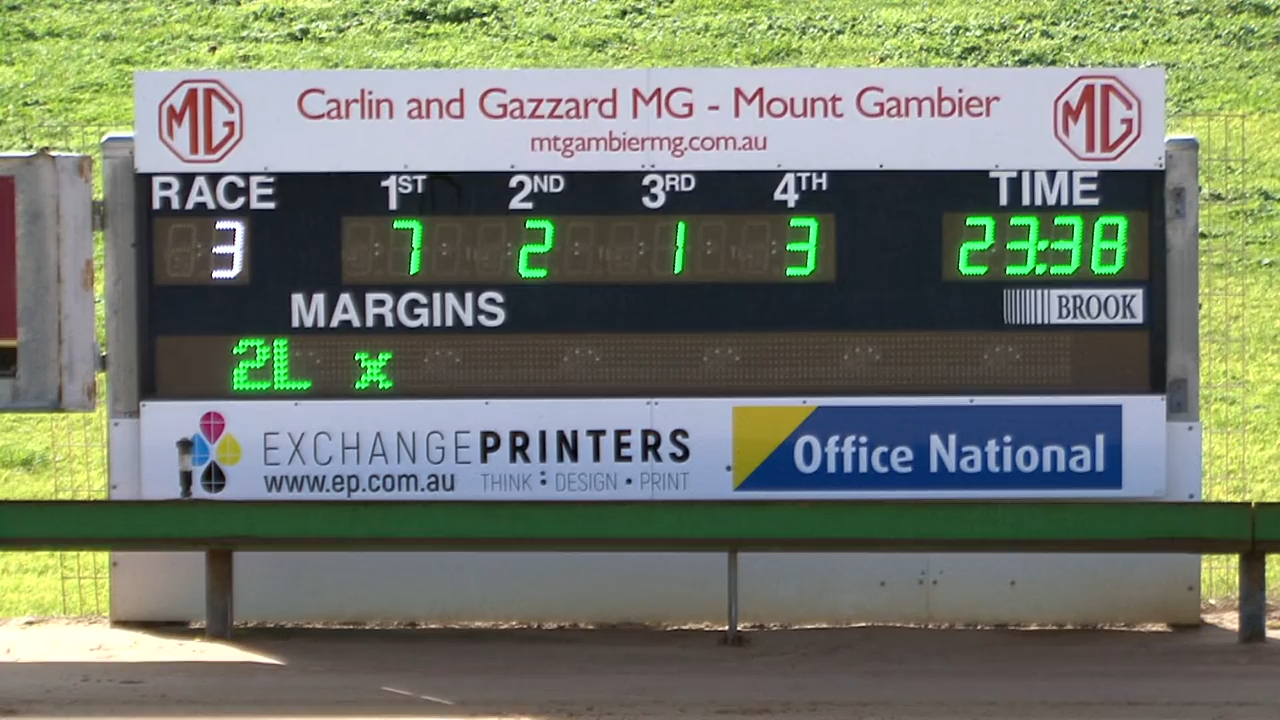 MG Carlin and Gazzard MG - Mount Gambier MG
mtgambiermg.com.au
RACE 1ST 2ND 3RD 4TH TIME
3 7 2 1 3 23:38
MARGINS BROOK
2L x
EXCHANGEPRINTERS Office National
www.ep.com.au THINK : DESIGN • PRINT